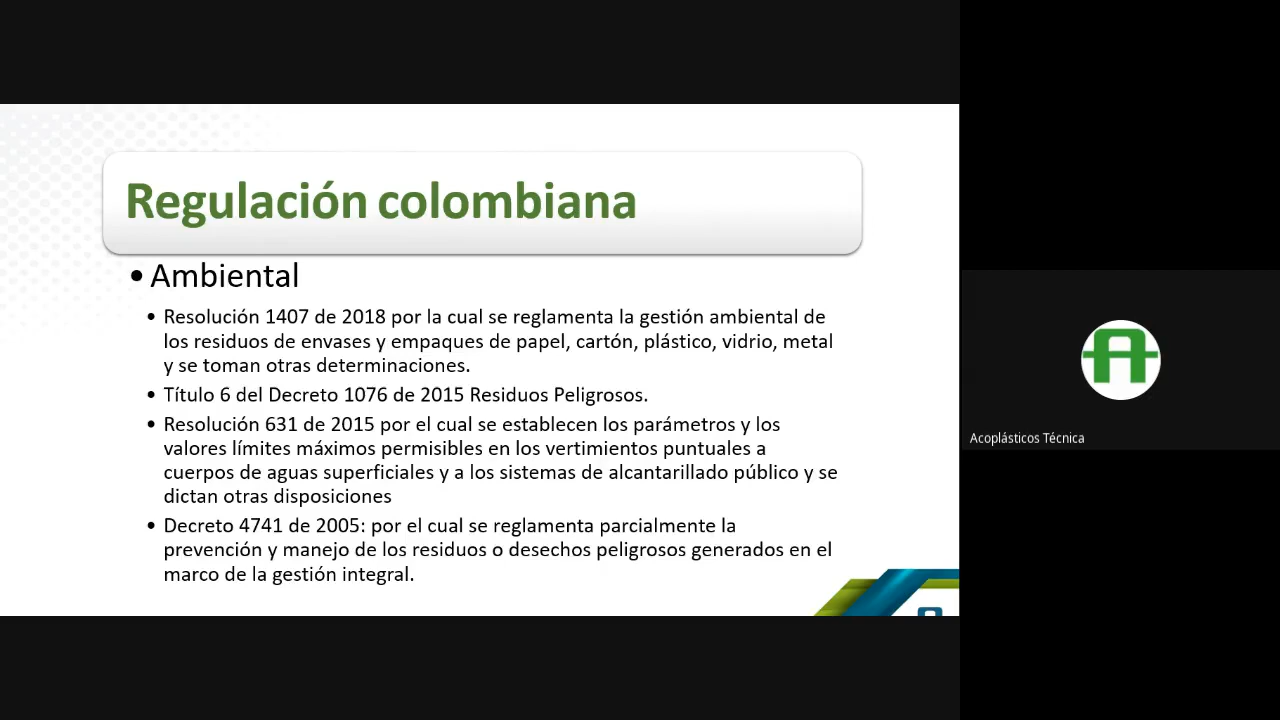 Regulación colombiana
• Ambiental
• Resolución 1407 de 2018 por la cual se reglamenta la gestión ambiental de
los residuos de envases y empaques de papel, cartón, plástico, vidrio, metal
y se toman otras determinaciones.
• Título 6 del Decreto 1076 de 2015 Residuos Peligrosos.
• Resolución 631 de 2015 por el cual se establecen los parámetros y los
valores límites máximos permisibles en los vertimientos puntuales a
cuerpos de aguas superficiales y a los sistemas de alcantarillado público y se
dictan otras disposiciones
• Decreto 4741 de 2005: por el cual se reglamenta parcialmente la
prevención y manejo de los residuos o desechos peligrosos generados en el
marco de la gestión integral.
Acoplásticos Técnica